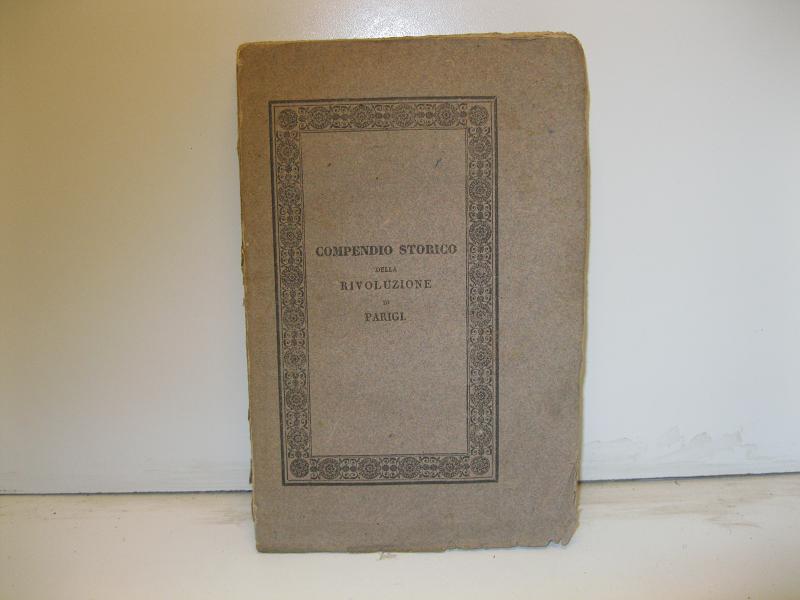 COMPENDIO STORICO
DELLA
RIVOLUZIONE
DI
PARIGI.